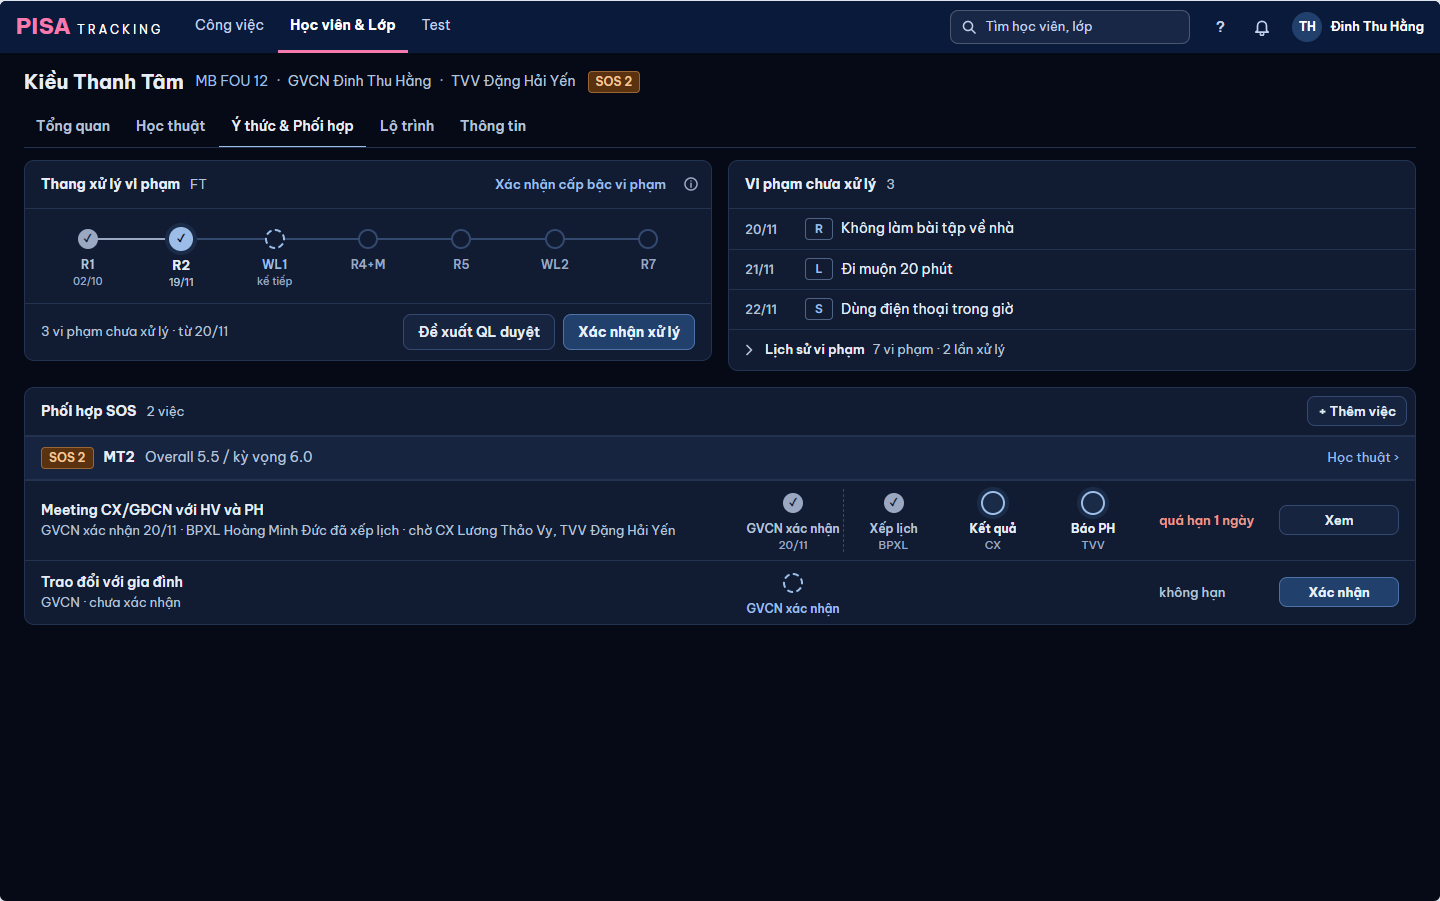 PISA TRACKING Công việc Học viên & Lớp Test Tìm học viên, lớp ? TH Đinh Thu Hằng
Kiều Thanh Tâm MB FOU 12 · GVCN Đinh Thu Hằng · TVV Đặng Hải Yến SOS 2
Tổng quan Học thuật Ý thức & Phối hợp Lộ trình Thông tin
Thang xử lý vi phạm FT Xác nhận cấp bậc vi phạm
R1 R2 WL1 R4+M R5 WL2 R7
02/10 19/11 kế tiếp
3 vi phạm chưa xử lý · từ 20/11 Đề xuất QL duyệt Xác nhận xử lý
Vi phạm chưa xử lý 3
20/11 R Không làm bài tập về nhà
21/11 L Đi muộn 20 phút
22/11 S Dùng điện thoại trong giờ
Lịch sử vi phạm 7 vi phạm · 2 lần xử lý
Phối hợp SOS 2 việc + Thêm việc
SOS 2 MT2 Overall 5.5 / kỳ vọng 6.0 Học thuật ›
Meeting CX/GĐCN với HV và PH
GVCN xác nhận 20/11 · BPXL Hoàng Minh Đức đã xếp lịch · chờ CX Lương Thảo Vy, TVV Đặng Hải Yến
GVCN xác nhận Xếp lịch Kết quả Báo PH
20/11 BPXL CX TVV
quá hạn 1 ngày Xem
Trao đổi với gia đình
GVCN · chưa xác nhận
GVCN xác nhận
không hạn Xác nhận